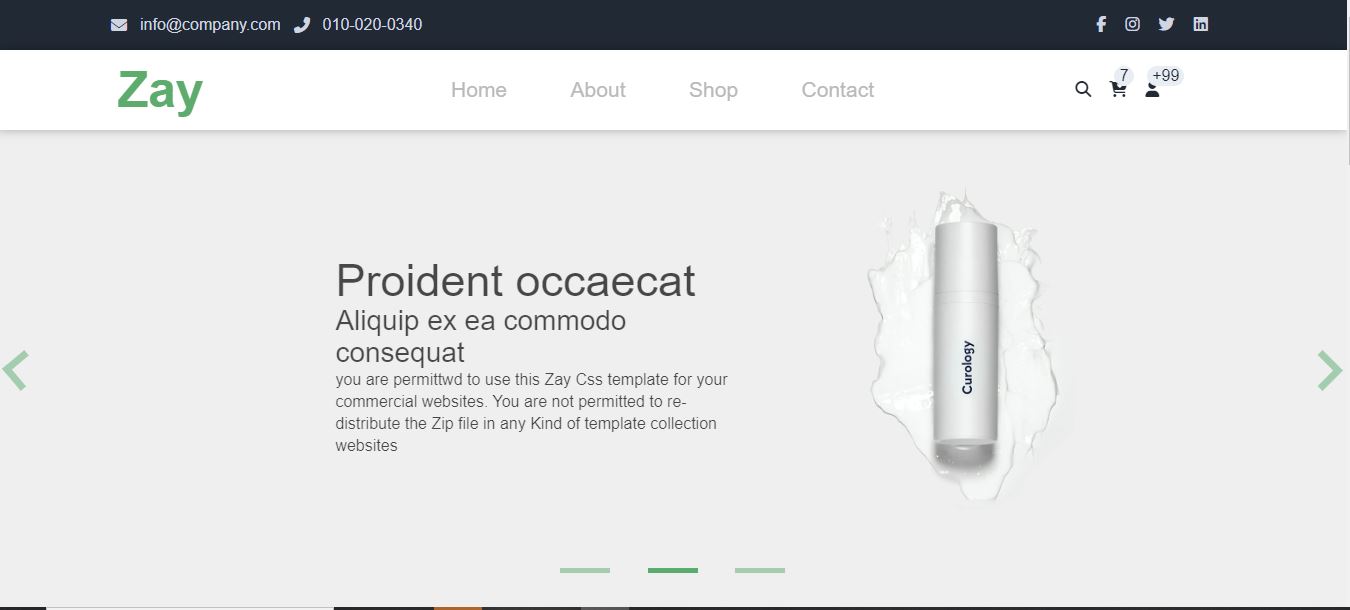 info@company.com 010-020-0340
Zay Home About Shop Contact 7 +99
Proident occaecat
Aliquip ex ea commodo
consequat
you are permittwd to use this Zay Css template for your
commercial websites. You are not permitted to re-
distribute the Zip file in any Kind of template collection
websites
Curology